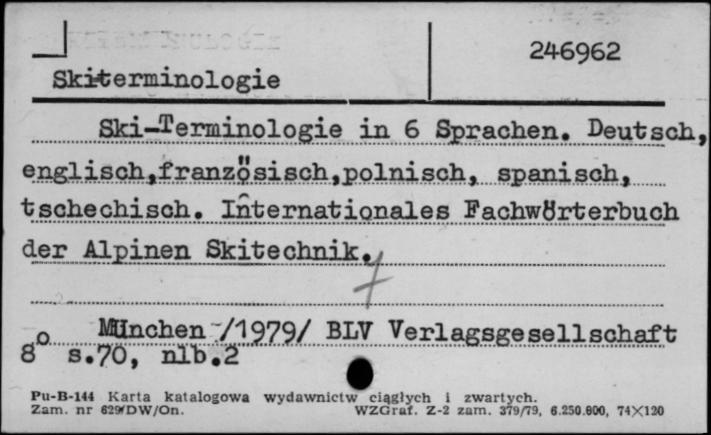 246962
Skiterminologie
Ski-Terminologie in 6 Sprachen. Deutsch,
englisch,französisch,polnisch, spanisch,
tschechisch. Internationales Fachwörterbuch
der Alpinen Skitechnik.
München /1979/ BLV Verlagsgesellschaft
8° s.70, nlb.2
Pu-B-144 Karta katalogowa wydawnictw ciągłych i zwartych.
Zam. nr 629/DW/On. WZGraf. Z-2 zam. 379/79, 6.250.000, 74×120